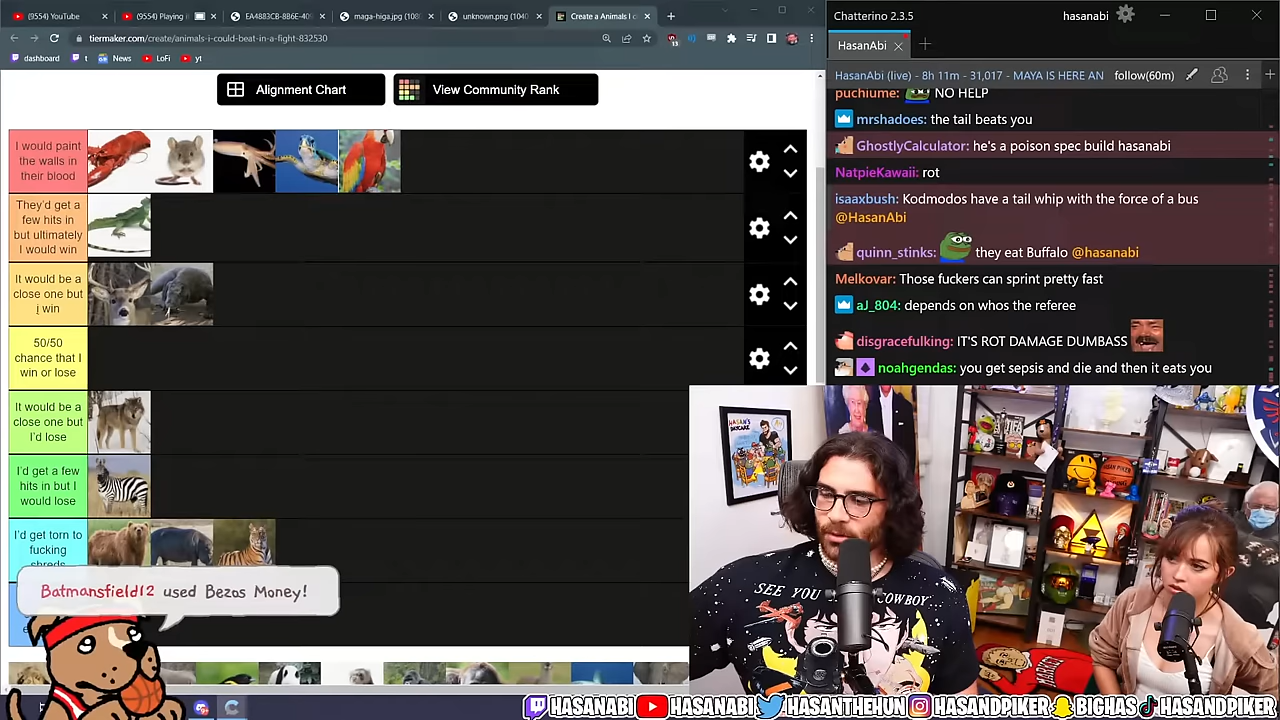 (9554) YouTube
(9554) Playing i
EA4883CB-886E-409
maga-higa.jpg (108
unknown.png (1040
Create a Animals I c
tiermaker.com/create/animals-i-could-beat-in-a-fight-832530
dashboard
t
News
LoFi
yt
Alignment Chart
View Community Rank
I would paint
the walls in
their blood
They'd get a
few hits in
but ultimately
I would win
It would be a
close one but
i win
50/50
chance that I
win or lose
It would be a
close one but
I'd lose
I'd get a few
hits in but I
would lose
I'd get torn to
fucking
shreds
Batmansfield12 used Bezos Money!
Chatterino 2.3.5
hasanabi
HasanAbi
HasanAbi (live) - 8h 11m - 31,017 - MAYA IS HERE AN
follow(60m)
puchiume: NO HELP
mrshadoes: the tail beats you
GhostlyCalculator: he's a poison spec build hasanabi
NatpieKawaii: rot
isaaxbush: Kodmodos have a tail whip with the force of a bus
@HasanAbi
quinn_stinks: they eat Buffalo @hasanabi
Melkovar: Those fuckers can sprint pretty fast
aJ_804: depends on whos the referee
disgracefulking: IT'S ROT DAMAGE DUMBASS
noahgendas: you get sepsis and die and then it eats you
HASAN'S
SEE YOU
COWBOY
HASANABI
HASANABI
HASANTHEHUN
HASANDPIKER
BIGHAS
HASANDPIKER